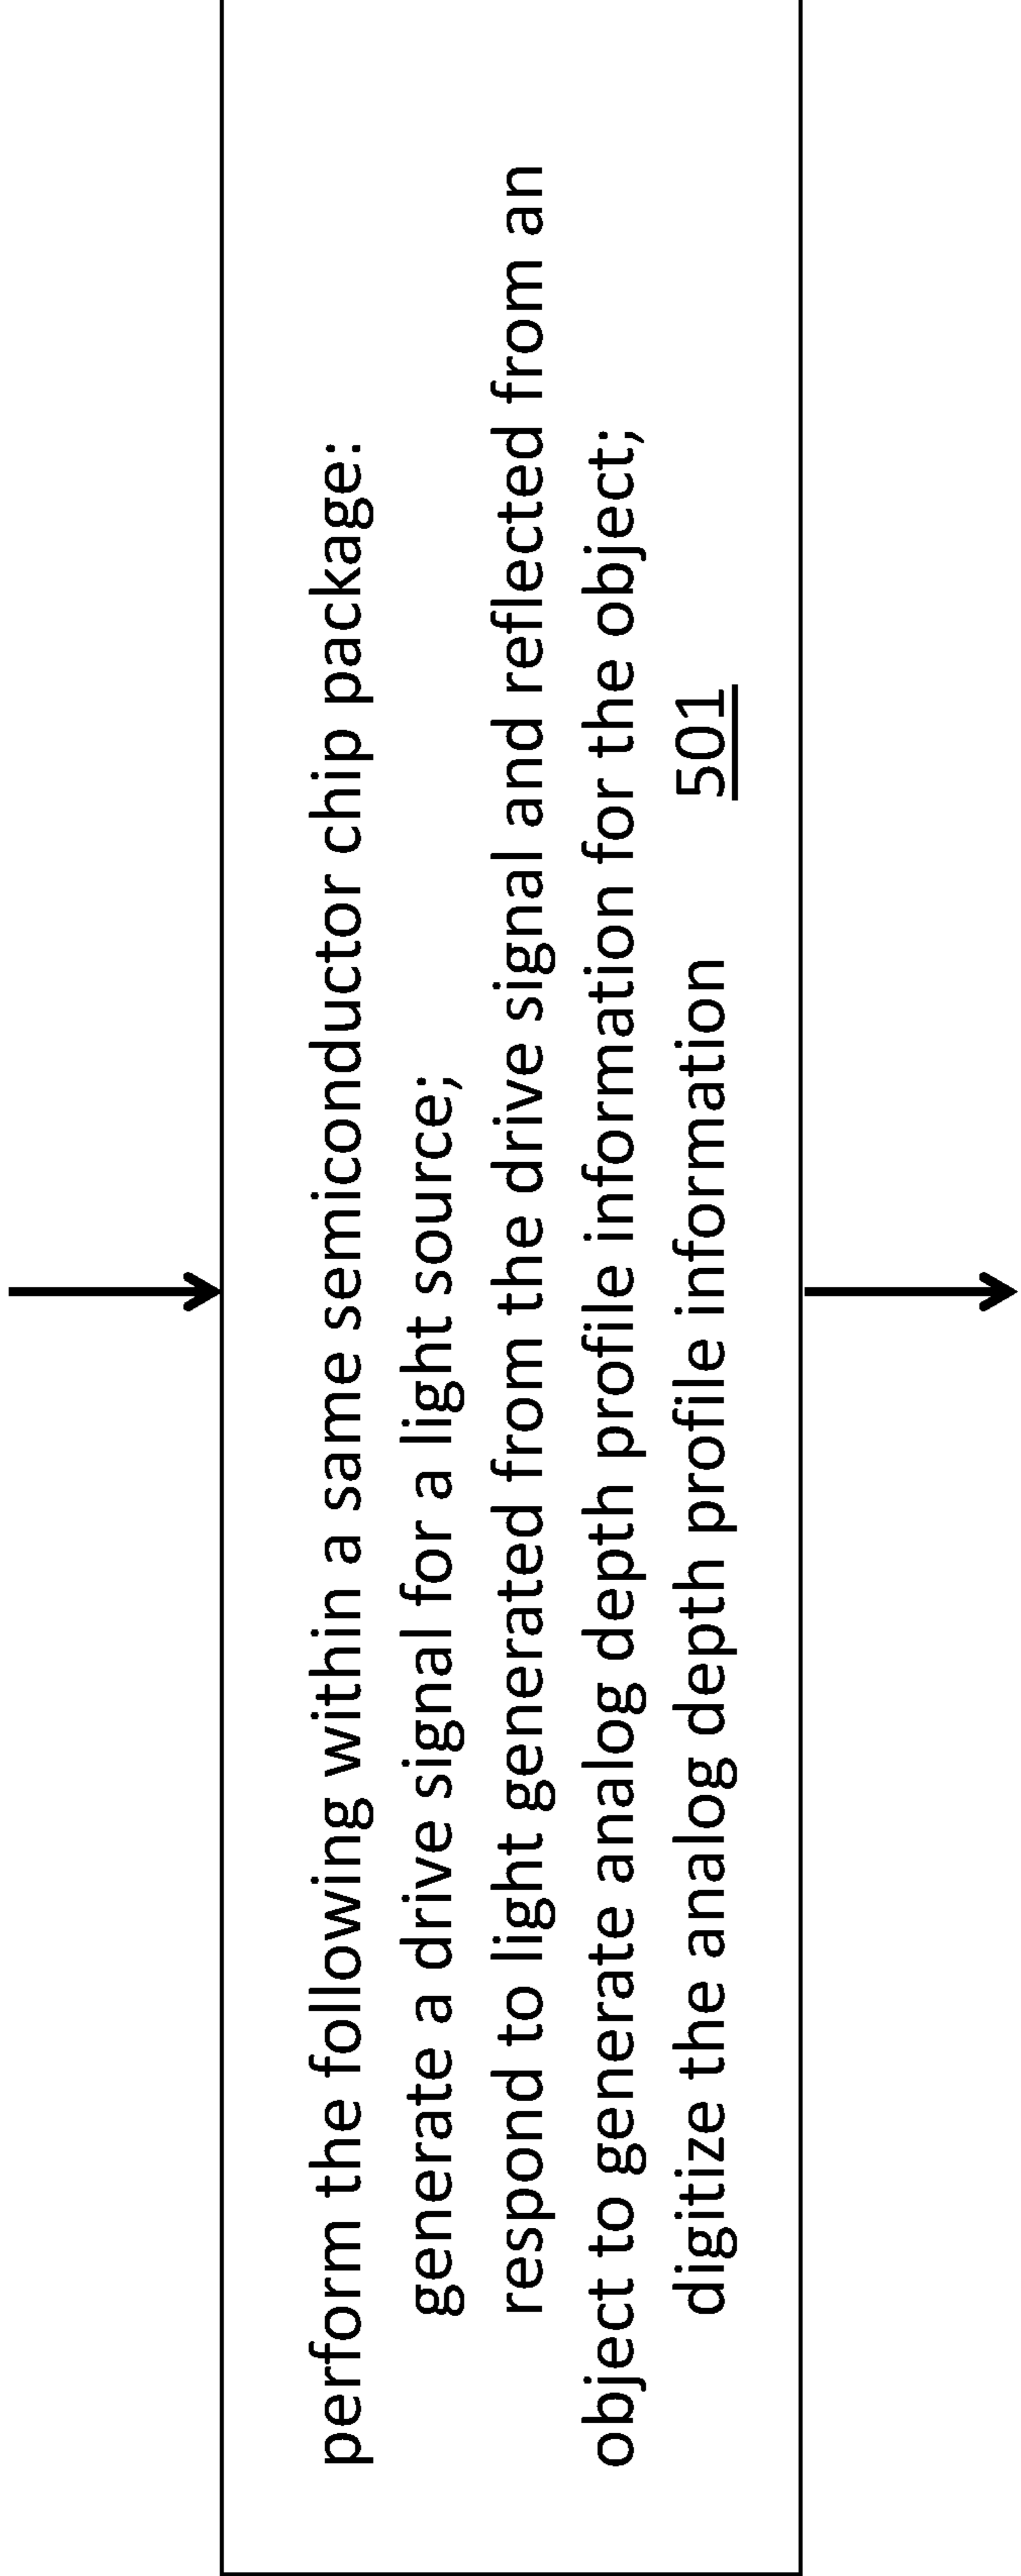 perform the following within a same semiconductor chip package:
generate a drive signal for a light source;
respond to light generated from the drive signal and reflected from an
object to generate analog depth profile information for the object;
digitize the analog depth profile information 501